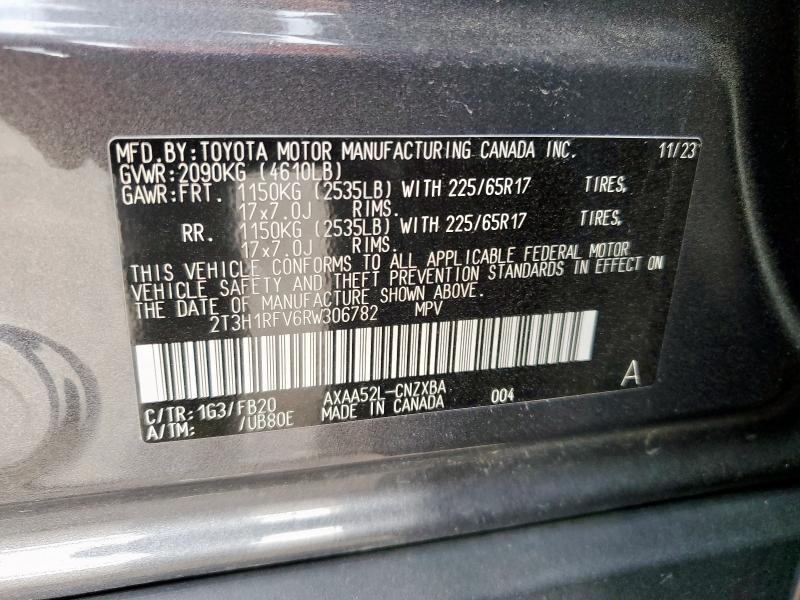 MFD.BY:TOYOTA MOTOR MANUFACTURING CANADA INC. 11/23
GVWR:2090KG (4610LB)
GAWR:FRT. 1150KG (2535LB) WITH 225/65R17 TIRES,
17x7.0J RIMS.
RR. 1150KG (2535LB) WITH 225/65R17 TIRES,
17x7.0J RIMS.
THIS VEHICLE CONFORMS TO ALL APPLICABLE FEDERAL MOTOR
VEHICLE SAFETY AND THEFT PREVENTION STANDARDS IN EFFECT ON
THE DATE OF MANUFACTURE SHOWN ABOVE.
2T3H1RFV6RW306782 MPV
A
C/TR: 1G3/FB20 AXAA52L-CNZXBA 004
A/TM: /UB80E MADE IN CANADA